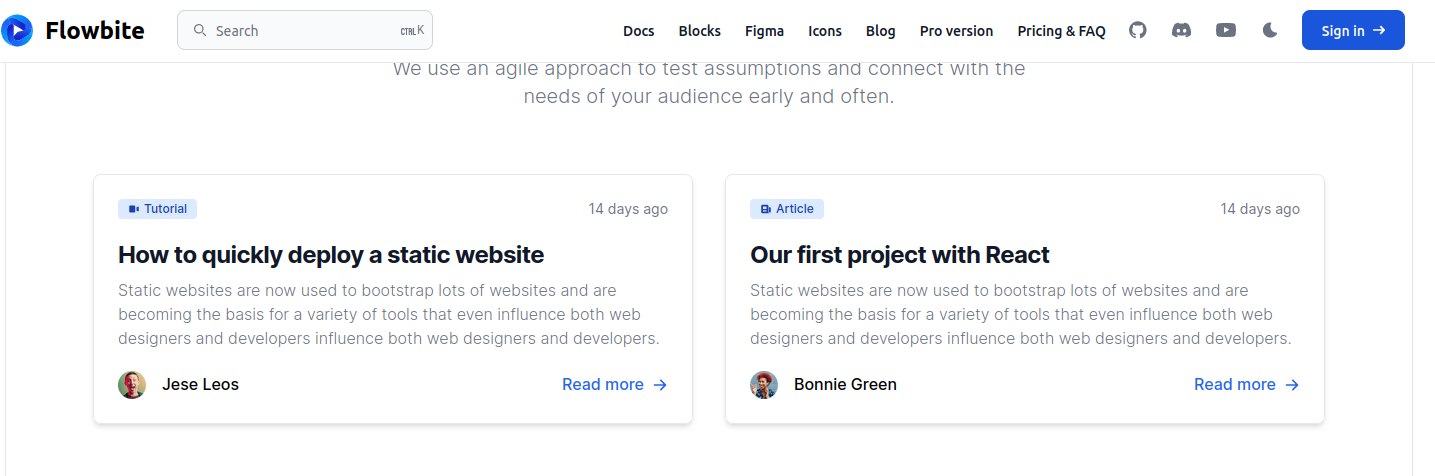 Flowbite
Search
CTRL K
Docs
Blocks
Figma
Icons
Blog
Pro version
Pricing & FAQ
Sign in →
We use an agile approach to test assumptions and connect with the
needs of your audience early and often.
Tutorial
14 days ago
How to quickly deploy a static website
Static websites are now used to bootstrap lots of websites and are
becoming the basis for a variety of tools that even influence both web
designers and developers influence both web designers and developers.
Jese Leos
Read more →
Article
14 days ago
Our first project with React
Static websites are now used to bootstrap lots of websites and are
becoming the basis for a variety of tools that even influence both web
designers and developers influence both web designers and developers.
Bonnie Green
Read more →